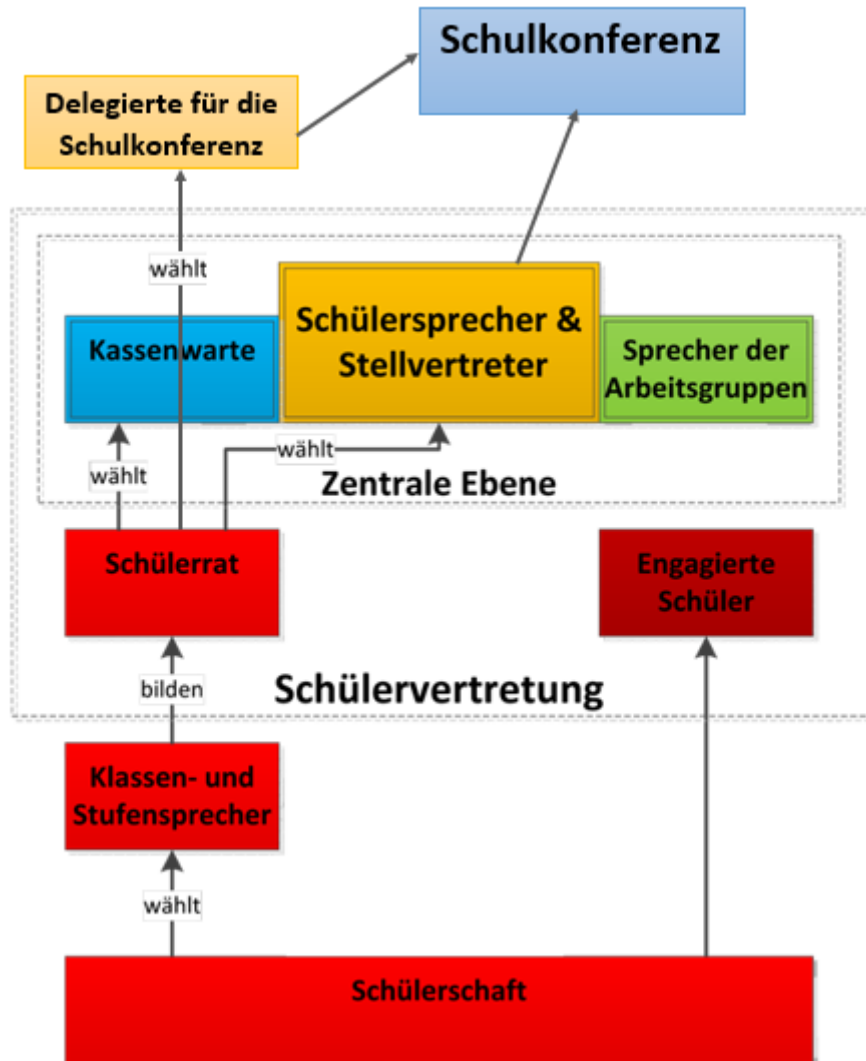 Schulkonferenz
Delegierte für die
Schulkonferenz
wählt
Schülersprecher &
Stellvertreter
Kassenwarte
Sprecher der
Arbeitsgruppen
wählt
wählt
Zentrale Ebene
Schülerrat
Engagierte
Schüler
bilden
Schülervertretung
Klassen- und
Stufensprecher
wählt
Schülerschaft